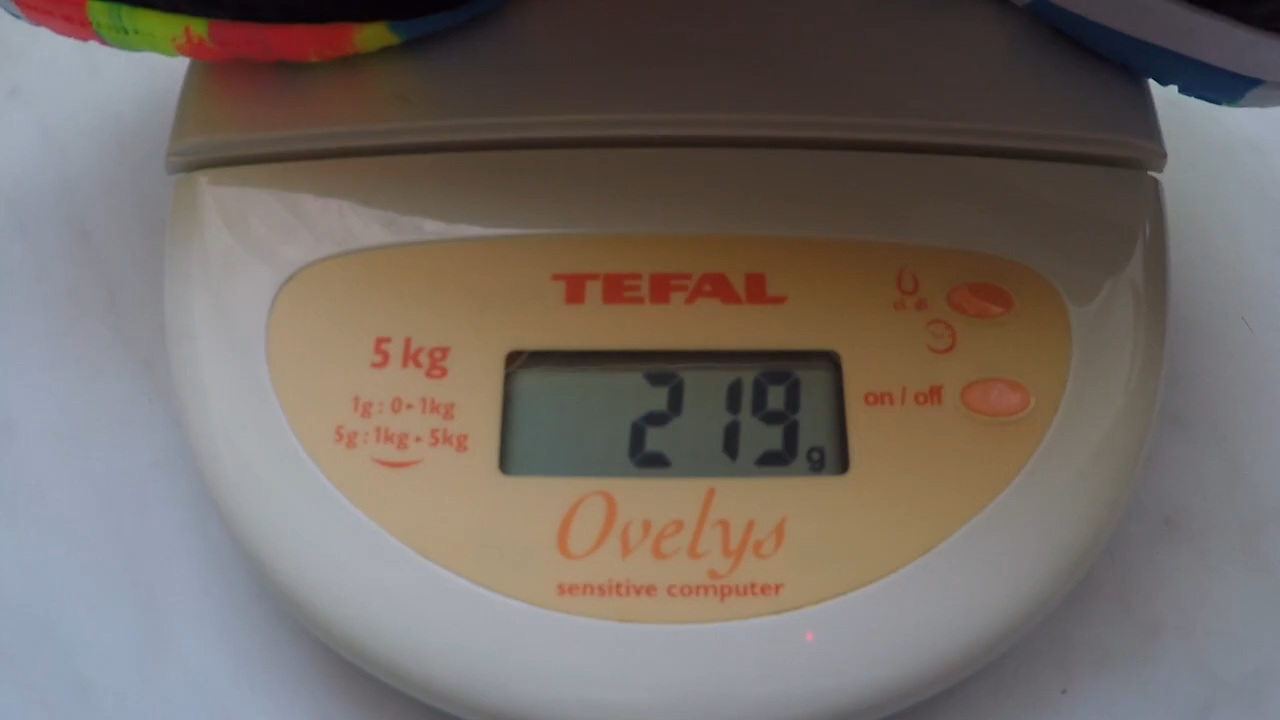 TEFAL
5 kg
1g : 0-1kg
5g : 1kg - 5kg
219g
on / off
Ovelys
sensitive computer